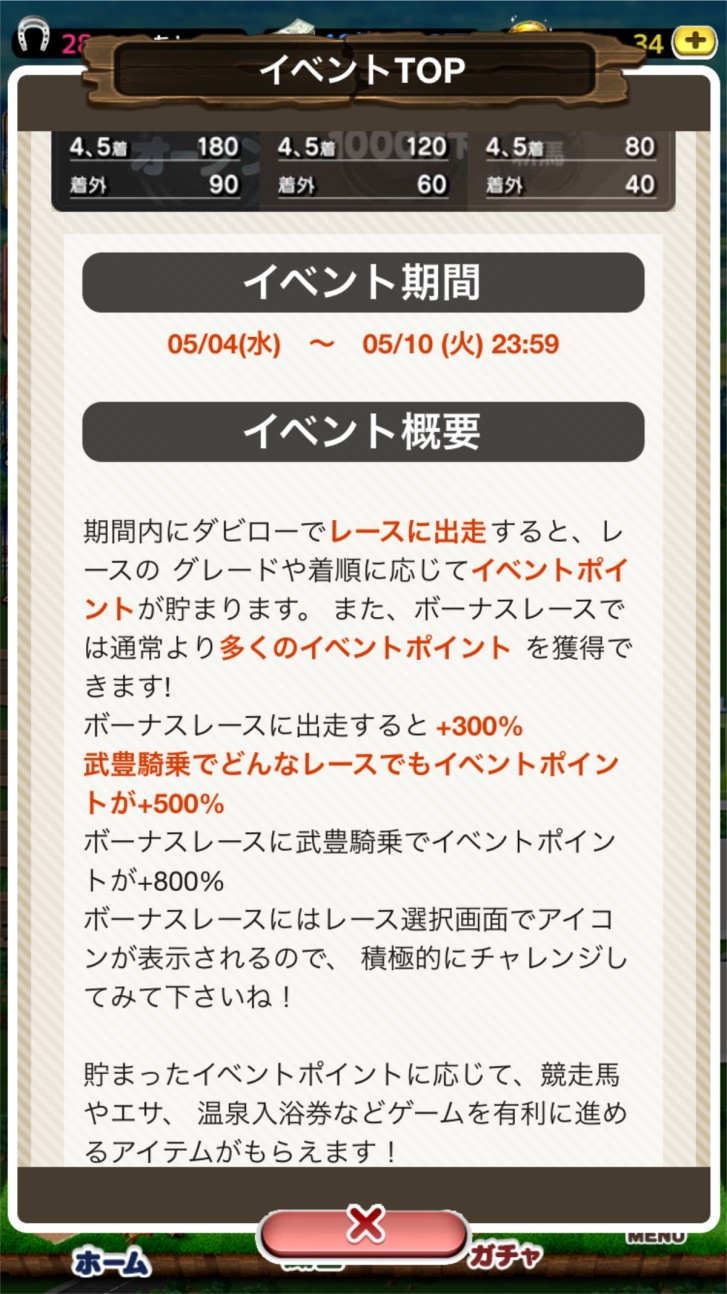 28
34
イベントTOP
4、5着 180 4、5着 120 4、5着 80
着外 90 着外 60 着外 40
イベント期間
05/04(水) ～ 05/10 (火) 23:59
イベント概要
期間内にダビローでレースに出走すると、レ
ースの グレードや着順に応じてイベントポイ
ントが貯まります。 また、ボーナスレースで
は通常より多くのイベントポイント を獲得で
きます!
ボーナスレースに出走すると +300%
武豊騎乗でどんなレースでもイベントポイン
トが+500%
ボーナスレースに武豊騎乗でイベントポイン
トが+800%
ボーナスレースにはレース選択画面でアイコ
ンが表示されるので、 積極的にチャレンジし
てみて下さいね！
貯まったイベントポイントに応じて、競走馬
やエサ、 温泉入浴券などゲームを有利に進め
るアイテムがもらえます！
MENU
ホーム ガチャ